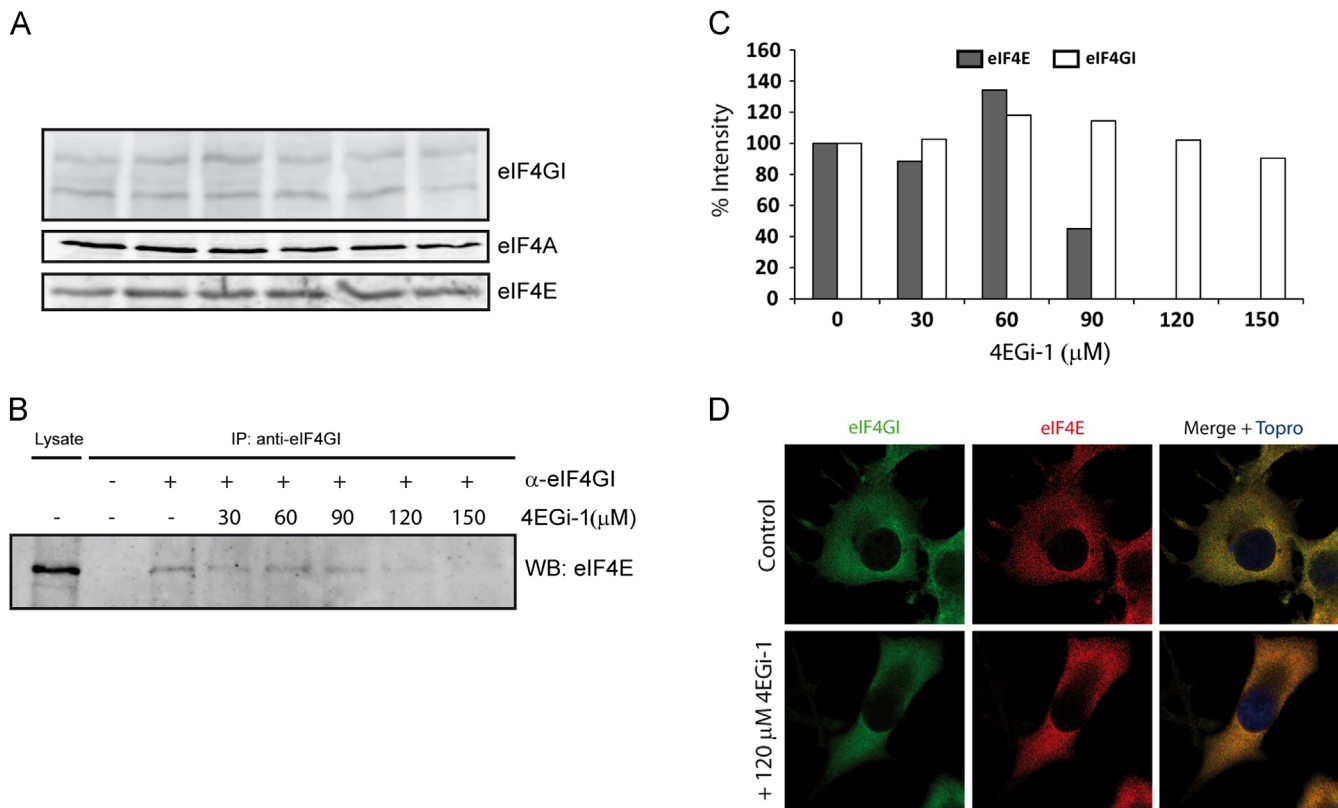 A
eIF4GI
eIF4A
eIF4E
B
Lysate IP: anti-eIF4GI
- + + + + + + α-eIF4GI
- - - 30 60 90 120 150 4EGi-1(μM)
WB: eIF4E
C
160
140
120
100
80
60
40
20
0
% Intensity
eIF4E eIF4GI
0 30 60 90 120 150
4EGi-1 (μM)
D
eIF4GI eIF4E Merge + Topro
Control
+ 120 μM 4EGi-1